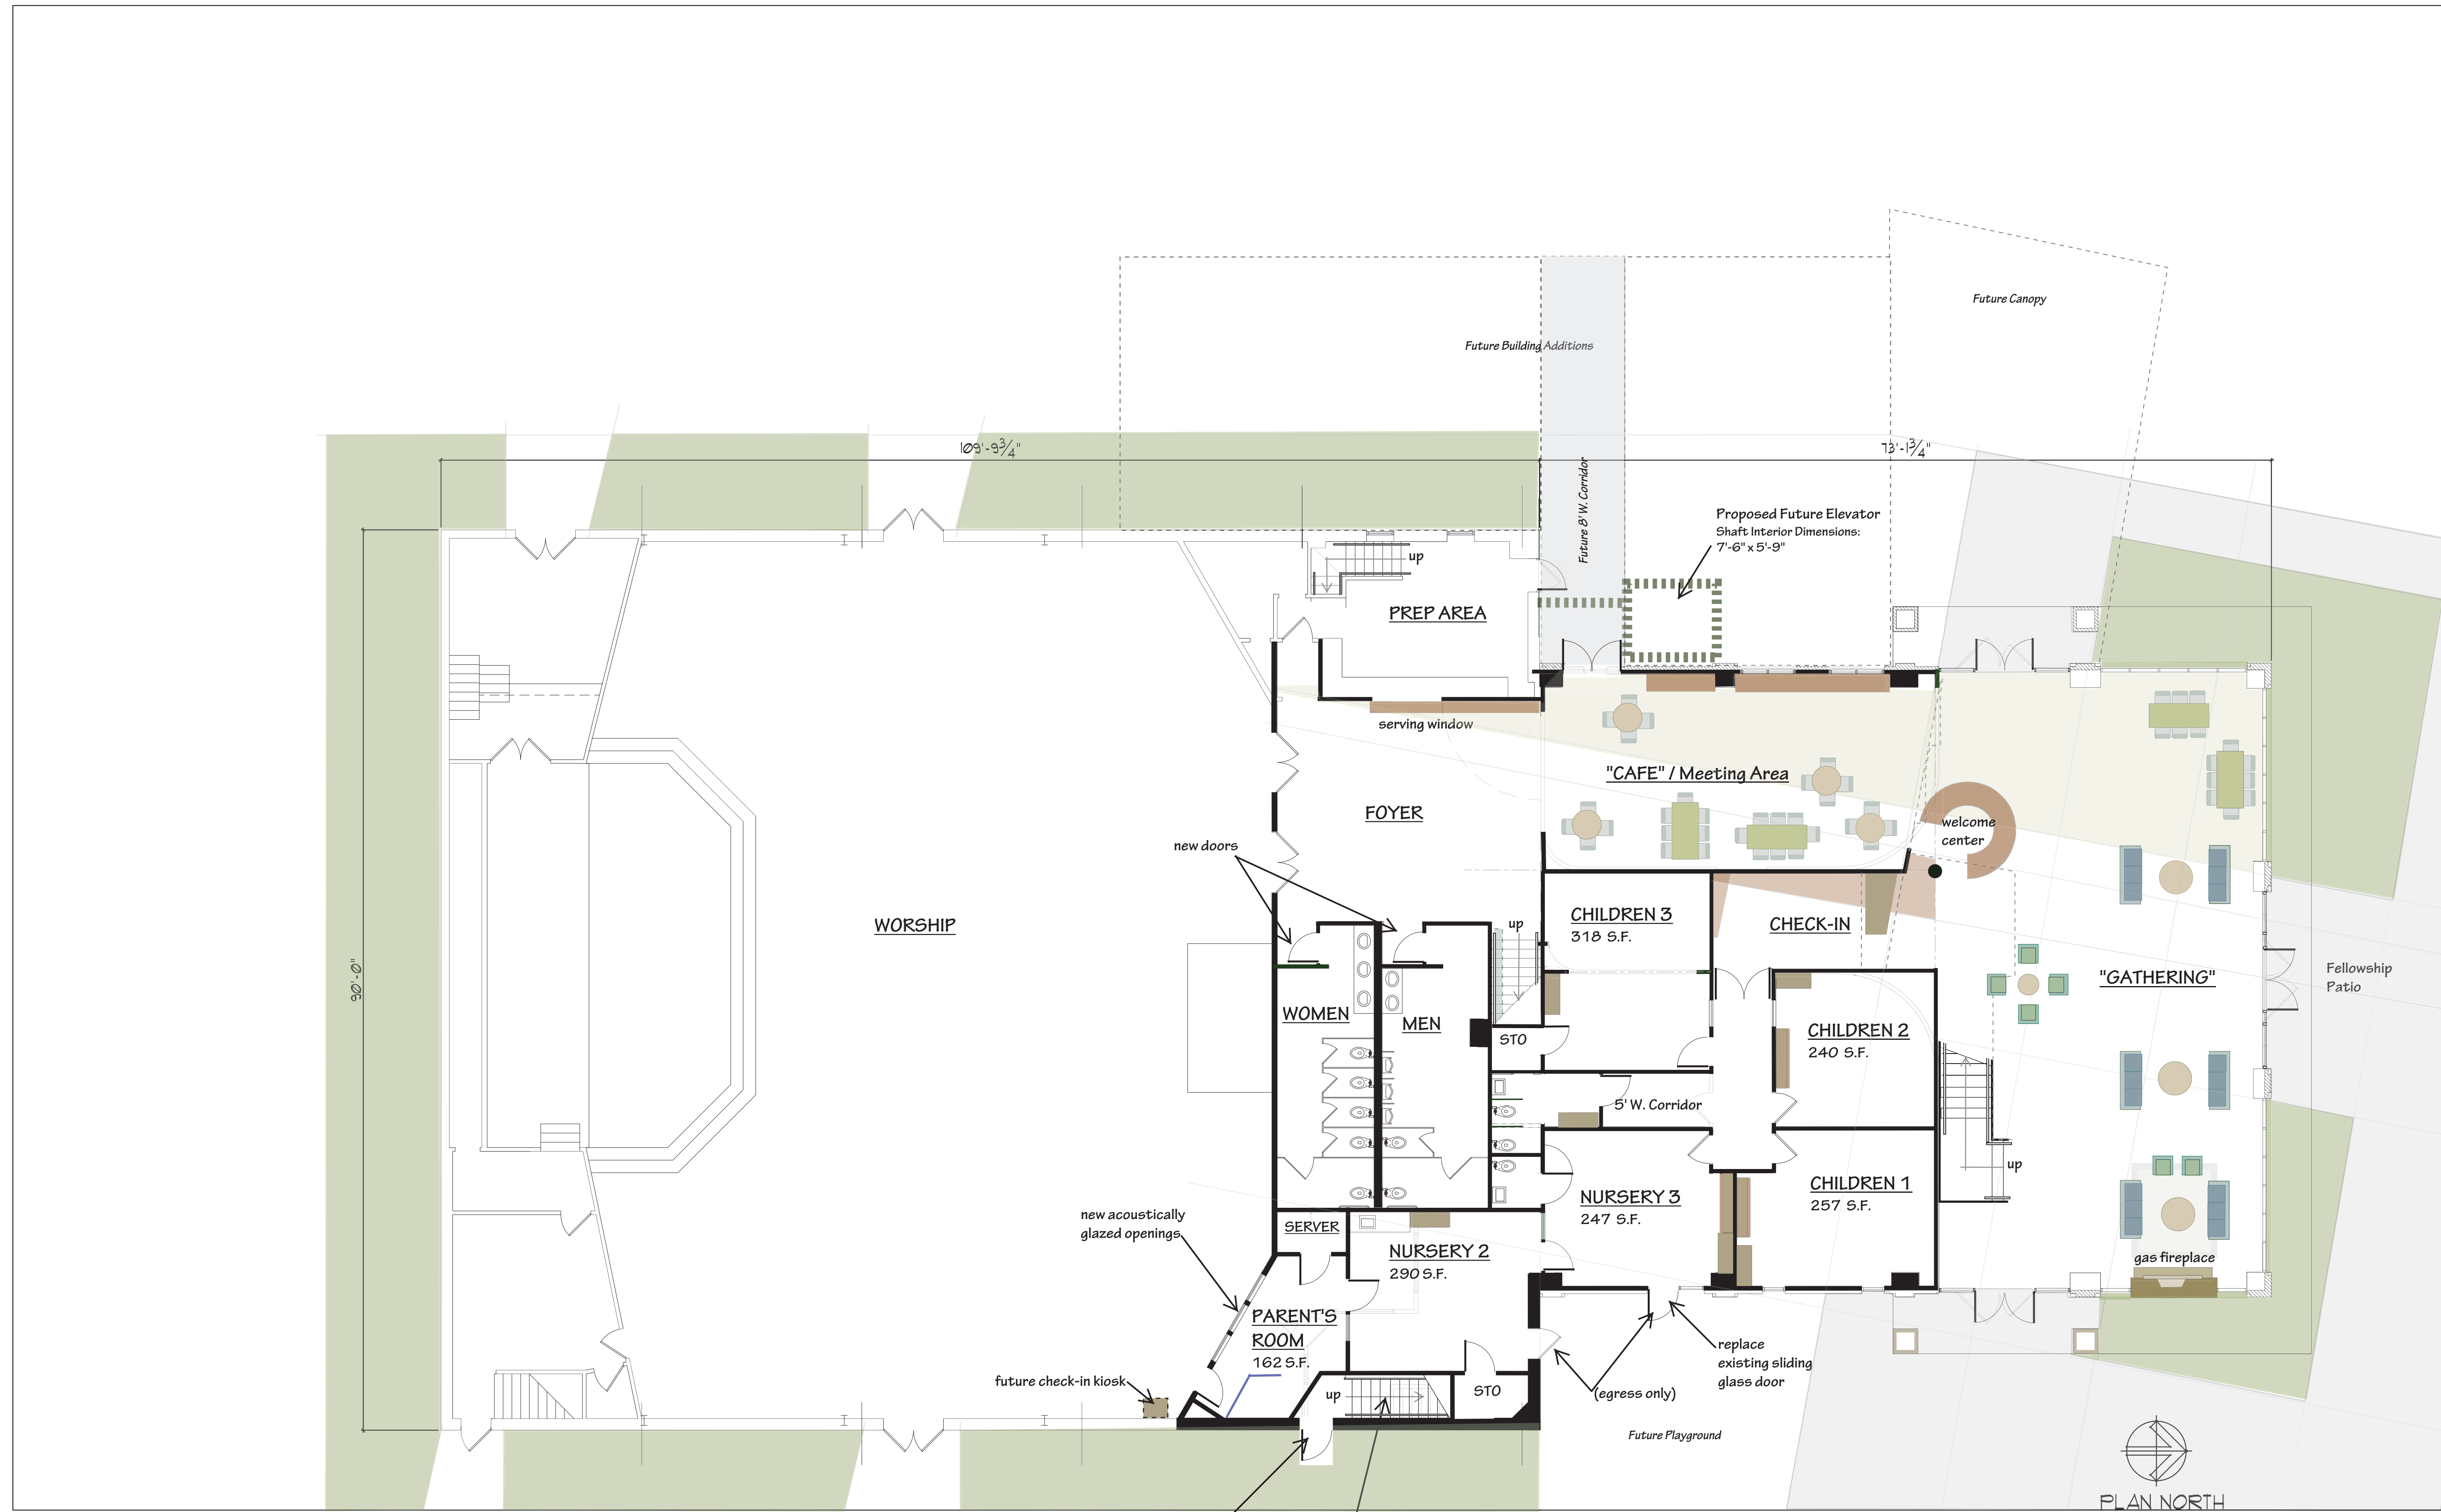 Future Canopy
Future Building Additions
109'-9 3/4"
73'-1 3/4"
Future 8' W. Corridor
Proposed Future Elevator
Shaft Interior Dimensions:
7'-6" x 5'-9"
up
PREP AREA
serving window
"CAFE" / Meeting Area
FOYER
welcome
center
new doors
WORSHIP
up
CHILDREN 3
318 S.F.
CHECK-IN
90'-0"
"GATHERING"
Fellowship
Patio
WOMEN
MEN
STO
CHILDREN 2
240 S.F.
5' W. Corridor
up
NURSERY 3
247 S.F.
CHILDREN 1
257 S.F.
new acoustically
glazed openings
SERVER
NURSERY 2
290 S.F.
gas fireplace
PARENT'S
ROOM
162 S.F.
replace
existing sliding
glass door
future check-in kiosk
up
STO
(egress only)
Future Playground
PLAN NORTH